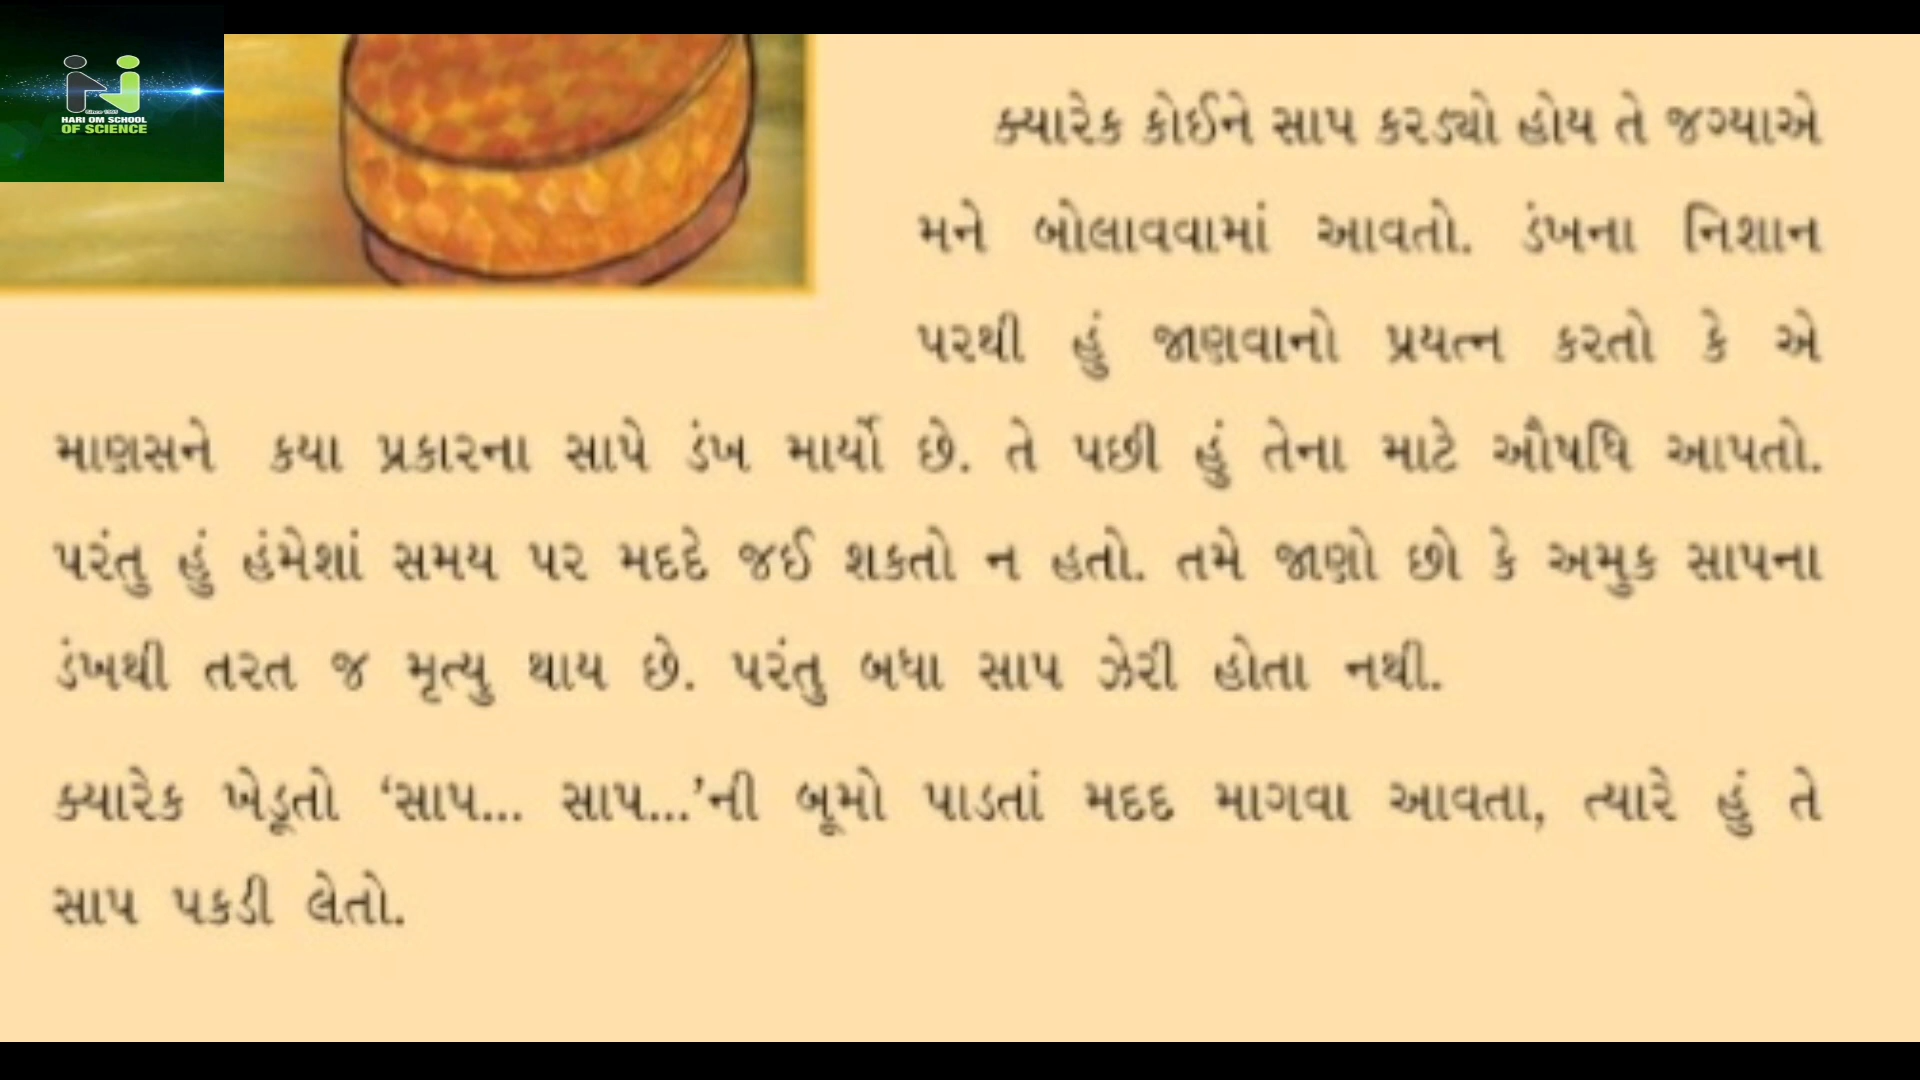 Since 1995
HARI OM SCHOOL
OF SCIENCE
ક્યારેક કોઈને સાપ કરડ્યો હોય તે જગ્યાએ
મને બોલાવવામાં આવતો. ડંખના નિશાન
પરથી હું જાણવાનો પ્રયત્ન કરતો કે એ
માણસને કયા પ્રકારના સાપે ડંખ માર્યો છે. તે પછી હું તેના માટે ઔષધિ આપતો.
પરંતુ હું હંમેશાં સમય પર મદદે જઈ શકતો ન હતો. તમે જાણો છો કે અમુક સાપના
ડંખથી તરત જ મૃત્યુ થાય છે. પરંતુ બધા સાપ ઝેરી હોતા નથી.
ક્યારેક ખેડૂતો ‘સાપ... સાપ...’ની બૂમો પાડતાં મદદ માગવા આવતા, ત્યારે હું તે
સાપ પકડી લેતો.